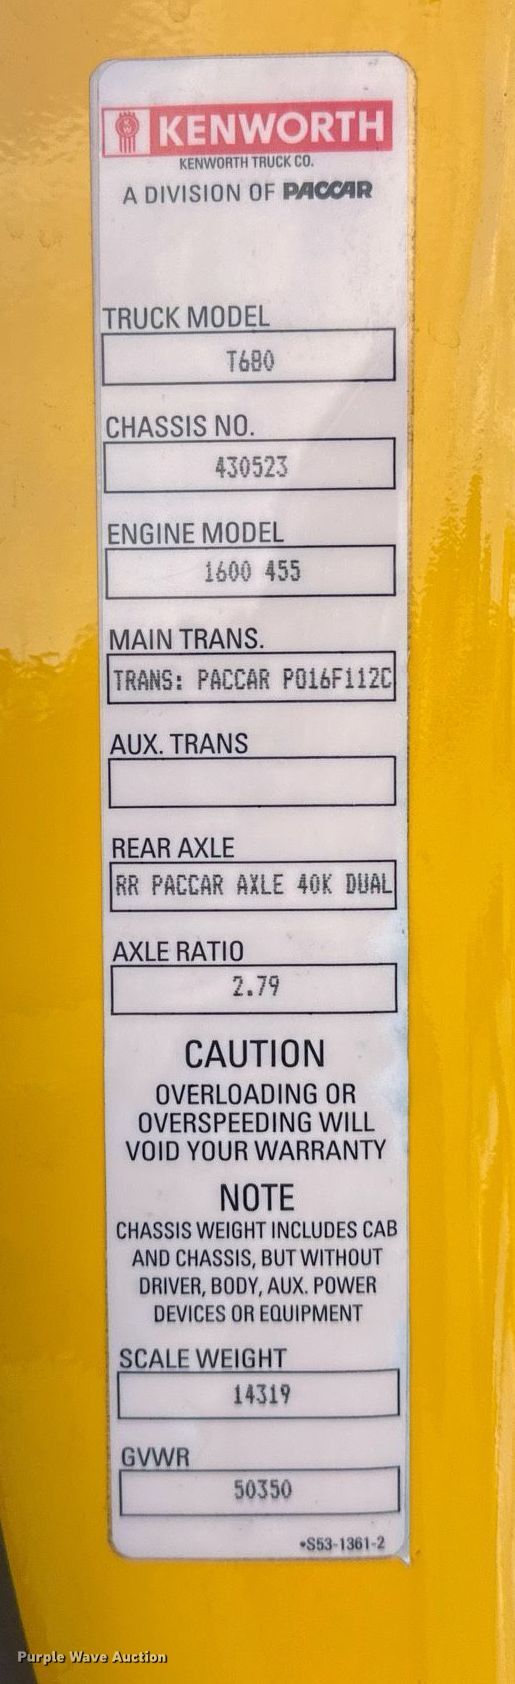 KENWORTH
KENWORTH TRUCK CO.
A DIVISION OF PACCAR
TRUCK MODEL
T680
CHASSIS NO.
430523
ENGINE MODEL
1600 455
MAIN TRANS.
TRANS: PACCAR PO16F112C
AUX. TRANS
REAR AXLE
RR PACCAR AXLE 40K DUAL
AXLE RATIO
2.79
CAUTION
OVERLOADING OR
OVERSPEEDING WILL
VOID YOUR WARRANTY
NOTE
CHASSIS WEIGHT INCLUDES CAB
AND CHASSIS, BUT WITHOUT
DRIVER, BODY, AUX. POWER
DEVICES OR EQUIPMENT
SCALE WEIGHT
14319
GVWR
50350
•S53-1361-2
Purple Wave Auction